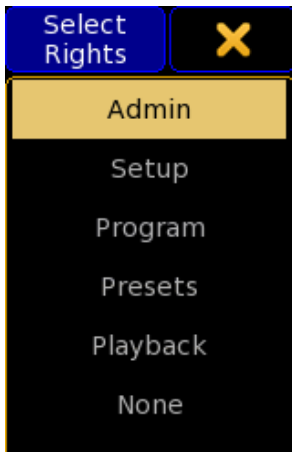 Select
Rights
Admin
Setup
Program
Presets
Playback
None